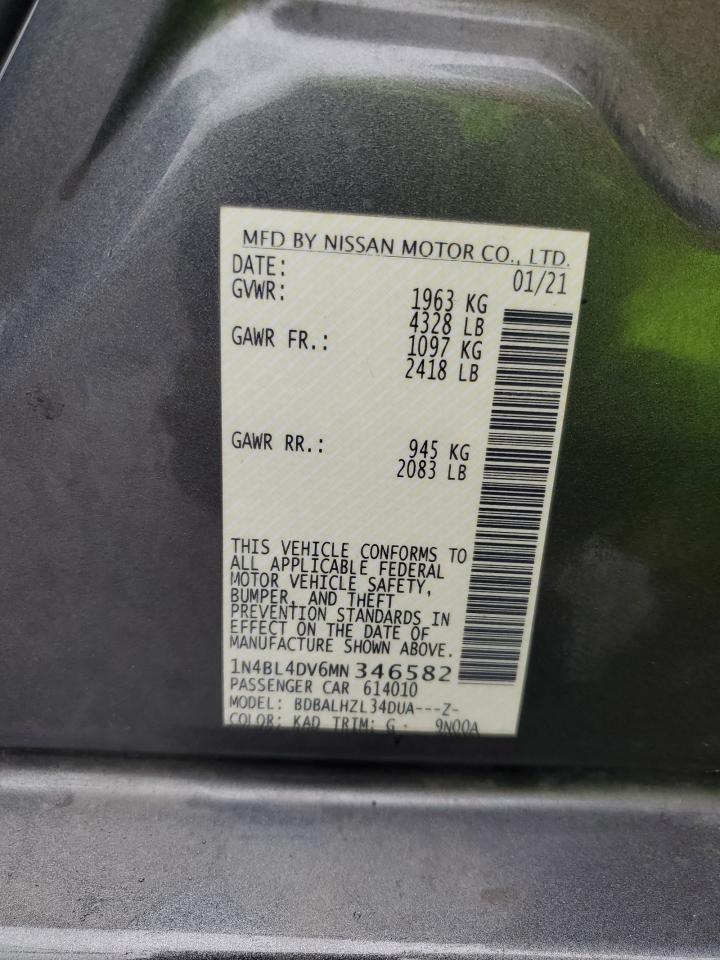 MFD BY NISSAN MOTOR CO., LTD.
DATE: 01/21
GVWR: 1963 KG
4328 LB
GAWR FR.: 1097 KG
2418 LB
GAWR RR.: 945 KG
2083 LB
THIS VEHICLE CONFORMS TO
ALL APPLICABLE FEDERAL
MOTOR VEHICLE SAFETY,
BUMPER, AND THEFT
PREVENTION STANDARDS IN
EFFECT ON THE DATE OF
MANUFACTURE SHOWN ABOVE.
1N4BL4DV6MN 346582
PASSENGER CAR 614010
MODEL: BDBALHZL34DUA---Z-
COLOR: KAD TRIM: G